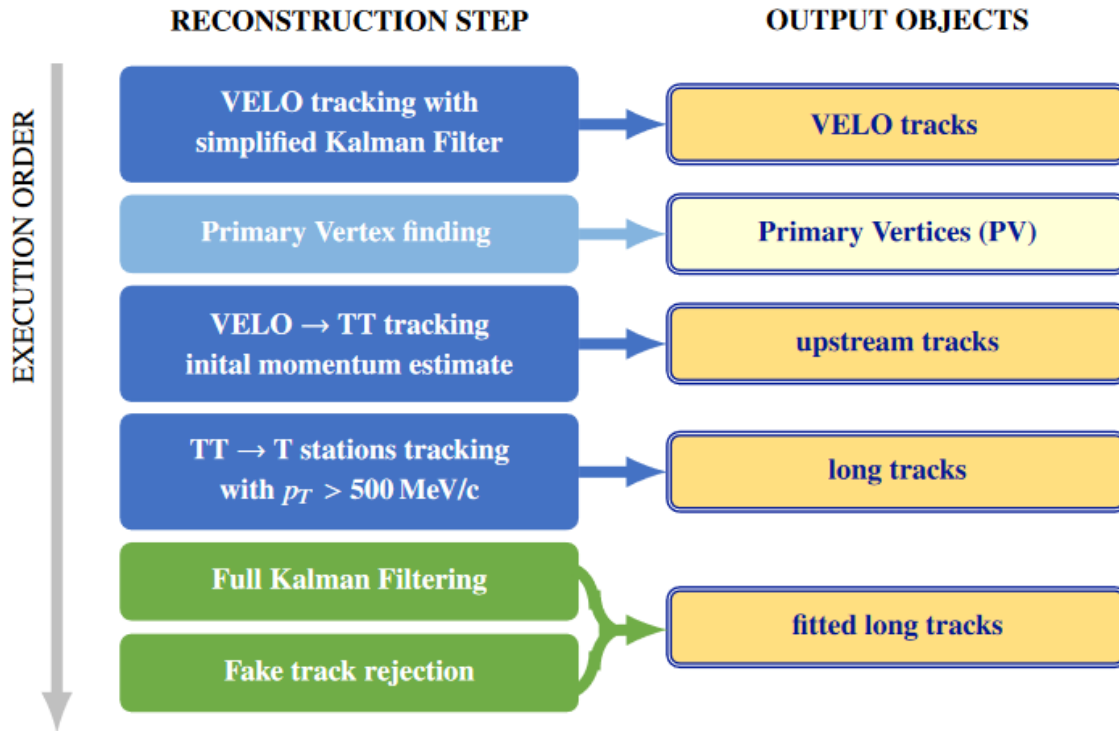 RECONSTRUCTION STEP
OUTPUT OBJECTS
EXECUTION ORDER
VELO tracking with
simplified Kalman Filter
VELO tracks
Primary Vertex finding
Primary Vertices (PV)
VELO → TT tracking
inital momentum estimate
upstream tracks
TT → T stations tracking
with p_T > 500 MeV/c
long tracks
Full Kalman Filtering
Fake track rejection
fitted long tracks